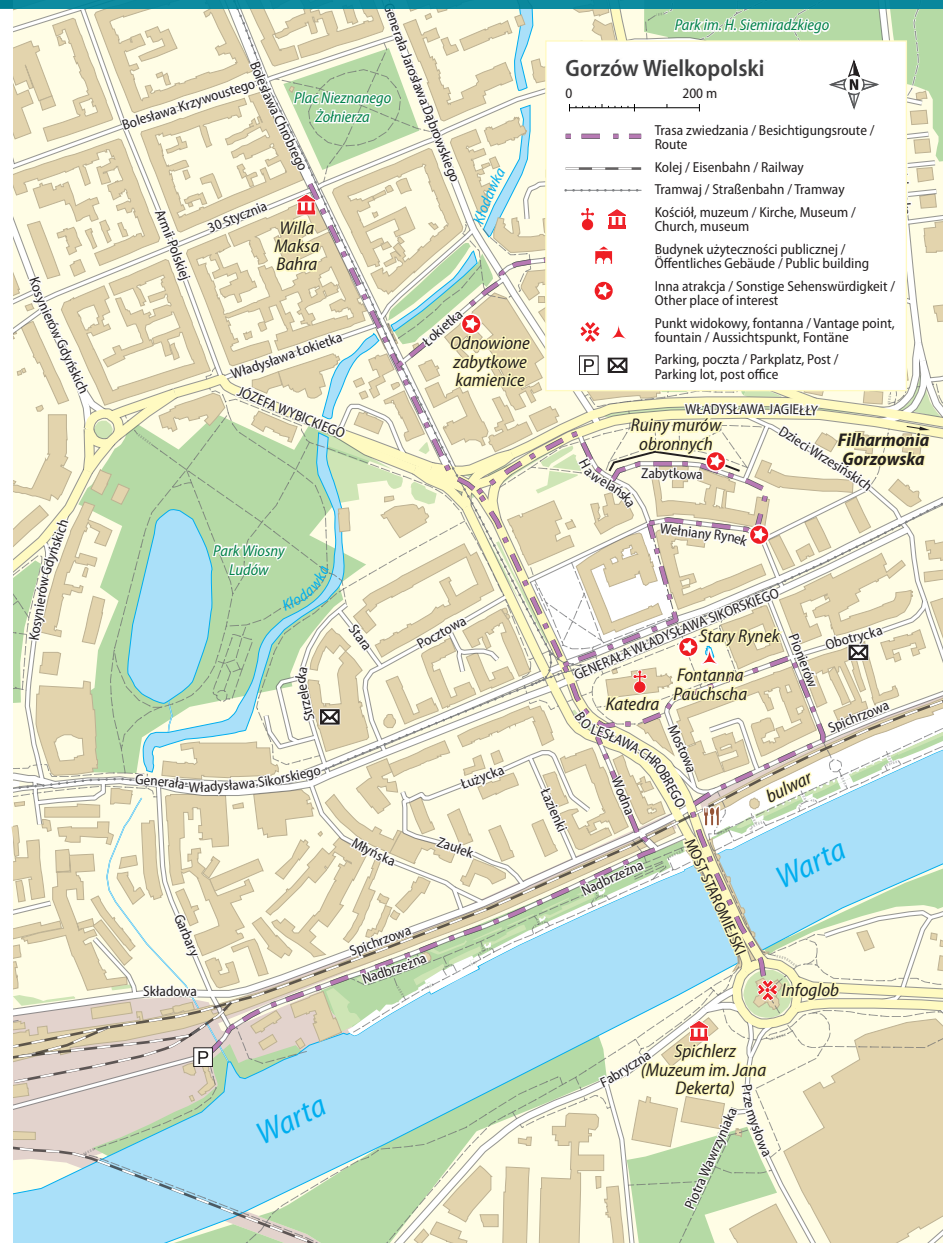 Park im. H. Siemiradzkiego
Gorzów Wielkopolski
N
0
200 m
Trasa zwiedzania / Besichtigungsroute /
Route
Kolej / Eisenbahn / Railway
Tramwaj / Straßenbahn / Tramway
Kościół, muzeum / Kirche, Museum /
Church, museum
Budynek użyteczności publicznej /
Öffentliches Gebäude / Public building
Inna atrakcja / Sonstige Sehenswürdigkeit /
Other place of interest
Punkt widokowy, fontanna / Vantage point,
fountain / Aussichtspunkt, Fontäne
P
Parking, poczta / Parkplatz, Post /
Parking lot, post office
Bolesława Krzywoustego
Bolesława Chrobrego
Generała Jarosława Dąbrowskiego
Plac Nieznanego
Żołnierza
Kłodawka
30 Stycznia
Armii Polskiej
Willa
Maksa
Bahra
Kosynierów Gdyńskich
Władysława Łokietka
Łokietka
Odnowione
zabytkowe
kamienice
JÓZEFA WYBICKIEGO
WŁADYSŁAWA JAGIEŁŁY
Ruiny murów
obronnych
Dzieci Wrzesińskich
Filharmonia
Gorzowska
Hawelańska
Zabytkowa
Wełniany Rynek
Kosynierów Gdyńskich
Park Wiosny
Ludów
Kłodawka
Stara
Pocztowa
Strzelecka
GENERAŁA WŁADYSŁAWA SIKORSKIEGO
Stary Rynek
Pionierów
Obotrycka
Fontanna
Pauchscha
Katedra
BOLESŁAWA CHROBREGO
Mostowa
Spichrzowa
Generała Władysława Sikorskiego
Łużycka
Łazienki
Wodna
bulwar
Młyńska
Zaułek
MOST STAROMIEJSKI
Warta
Nadbrzeżna
Garbary
Spichrzowa
Nadbrzeżna
Składowa
Infoglob
P
Spichlerz
(Muzeum im. Jana
Dekerta)
Fabryczna
Warta
Piotra Wawrzyniaka
Przemysłowa